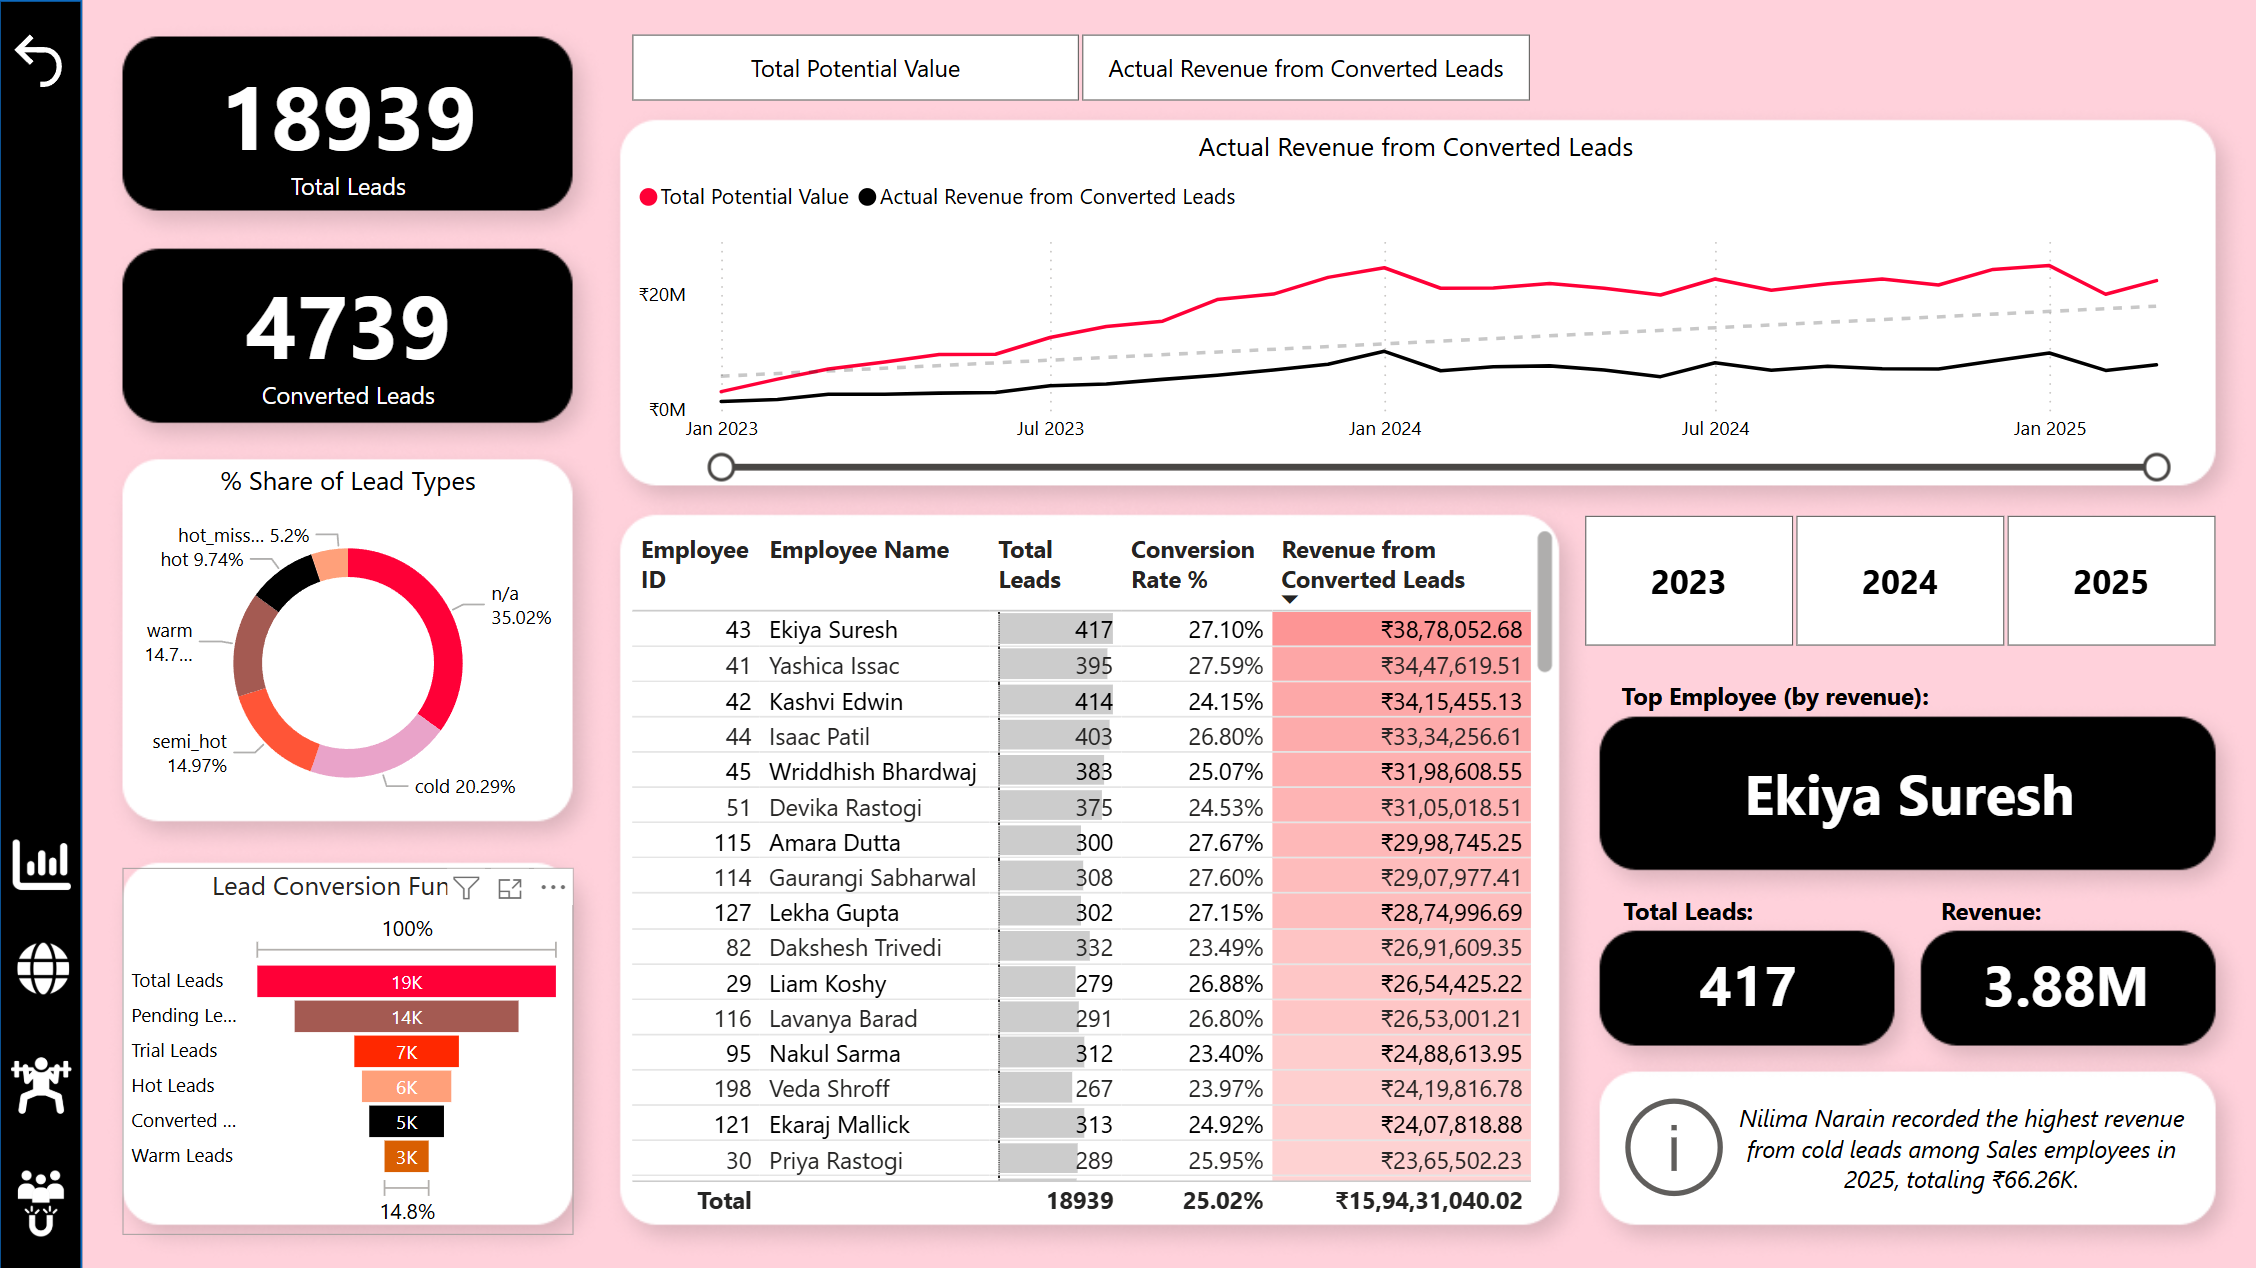 18939
Total Leads
4739
Converted Leads
% Share of Lead Types
hot_miss... 5.2%
hot 9.74%
n/a
35.02%
warm
14.7...
semi_hot
14.97%
cold 20.29%
Lead Conversion Fun
100%
Total Leads 19K
Pending Le... 14K
Trial Leads 7K
Hot Leads 6K
Converted ... 5K
Warm Leads 3K
14.8%
Total Potential Value
Actual Revenue from Converted Leads
Actual Revenue from Converted Leads
Total Potential Value Actual Revenue from Converted Leads
₹20M
₹0M
Jan 2023 Jul 2023 Jan 2024 Jul 2024 Jan 2025
Employee Employee Name Total Conversion Revenue from
ID Leads Rate % Converted Leads
43 Ekiya Suresh 417 27.10% ₹38,78,052.68
41 Yashica Issac 395 27.59% ₹34,47,619.51
42 Kashvi Edwin 414 24.15% ₹34,15,455.13
44 Isaac Patil 403 26.80% ₹33,34,256.61
45 Wriddhish Bhardwaj 383 25.07% ₹31,98,608.55
51 Devika Rastogi 375 24.53% ₹31,05,018.51
115 Amara Dutta 300 27.67% ₹29,98,745.25
114 Gaurangi Sabharwal 308 27.60% ₹29,07,977.41
127 Lekha Gupta 302 27.15% ₹28,74,996.69
82 Dakshesh Trivedi 332 23.49% ₹26,91,609.35
29 Liam Koshy 279 26.88% ₹26,54,425.22
116 Lavanya Barad 291 26.80% ₹26,53,001.21
95 Nakul Sarma 312 23.40% ₹24,88,613.95
198 Veda Shroff 267 23.97% ₹24,19,816.78
121 Ekaraj Mallick 313 24.92% ₹24,07,818.88
30 Priya Rastogi 289 25.95% ₹23,65,502.23
Total 18939 25.02% ₹15,94,31,040.02
2023 2024 2025
Top Employee (by revenue):
Ekiya Suresh
Total Leads: Revenue:
417 3.88M
Nilima Narain recorded the highest revenue
from cold leads among Sales employees in
2025, totaling ₹66.26K.